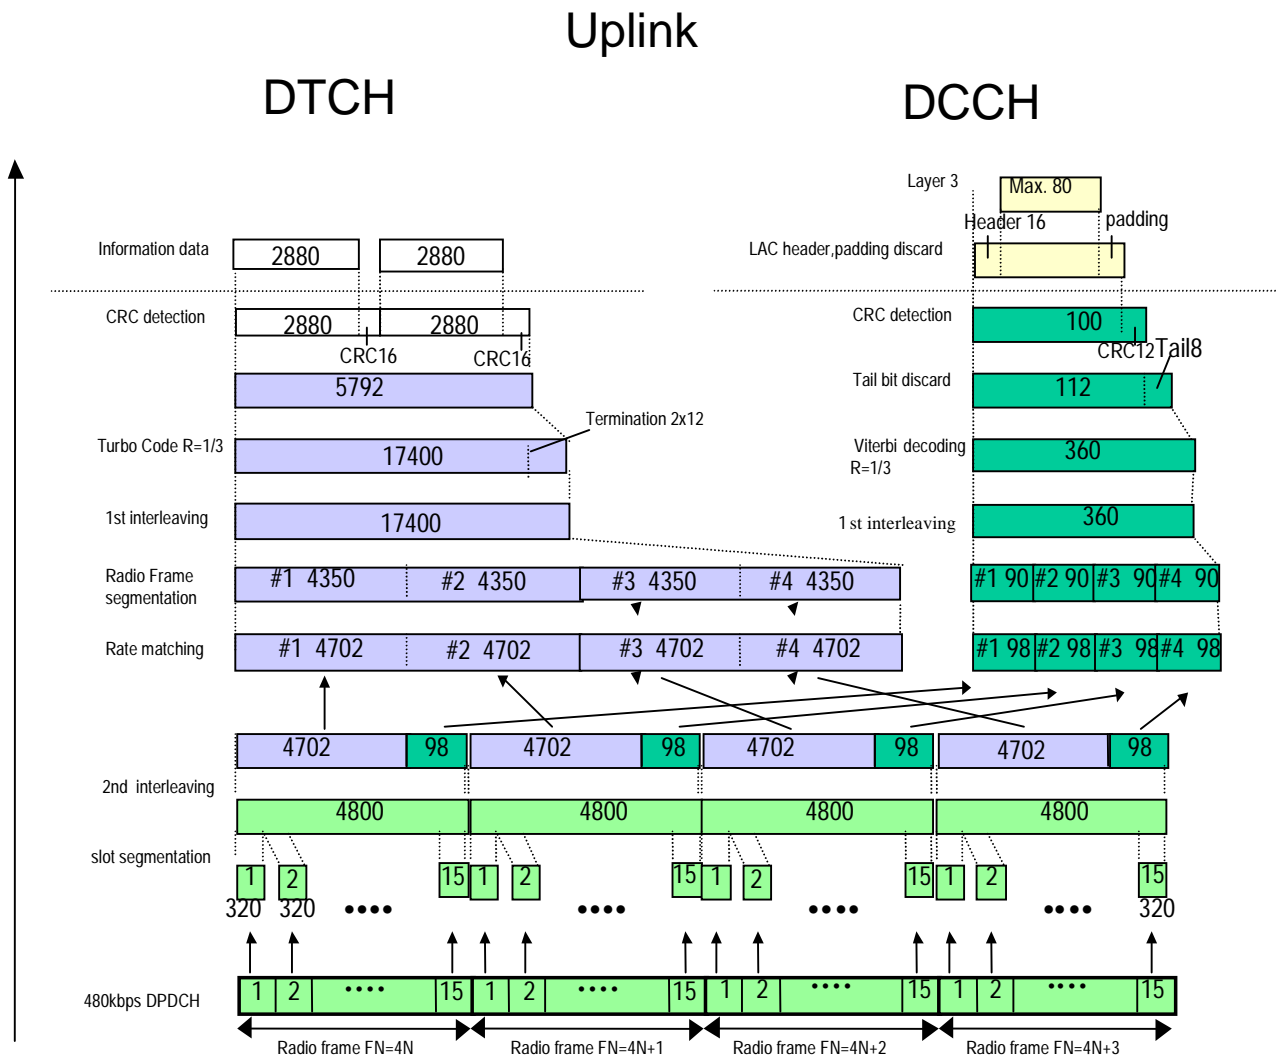 Uplink
DTCH
DCCH
Layer 3
Max. 80
Header 16
padding
Information data
2880
2880
LAC header,padding discard
CRC detection
2880
2880
CRC16
CRC16
CRC detection
100
CRC12
Tail8
5792
Tail bit discard
112
Termination 2x12
Turbo Code R=1/3
17400
Viterbi decoding
R=1/3
360
1st interleaving
17400
1st interleaving
360
Radio Frame
segmentation
#1 4350
#2 4350
#3 4350
#4 4350
#1 90
#2 90
#3 90
#4 90
Rate matching
#1 4702
#2 4702
#3 4702
#4 4702
#1 98
#2 98
#3 98
#4 98
4702
98
4702
98
4702
98
4702
98
2nd interleaving
4800
4800
4800
4800
slot segmentation
1
2
15
1
2
15
1
2
15
1
2
15
320
320
••••
••••
••••
••••
320
480kbps DPDCH
1
2
••••
15
1
2
••••
15
1
2
••••
15
1
2
••••
15
Radio frame FN=4N
Radio frame FN=4N+1
Radio frame FN=4N+2
Radio frame FN=4N+3